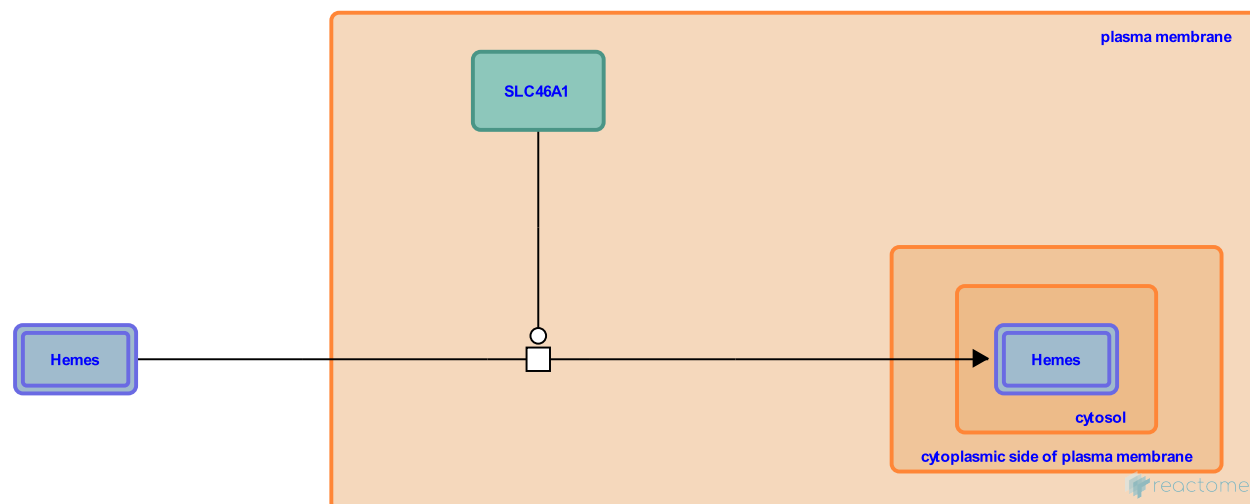 plasma membrane
SLC46A1
Hemes
Hemes
cytosol
cytoplasmic side of plasma membrane
reactome